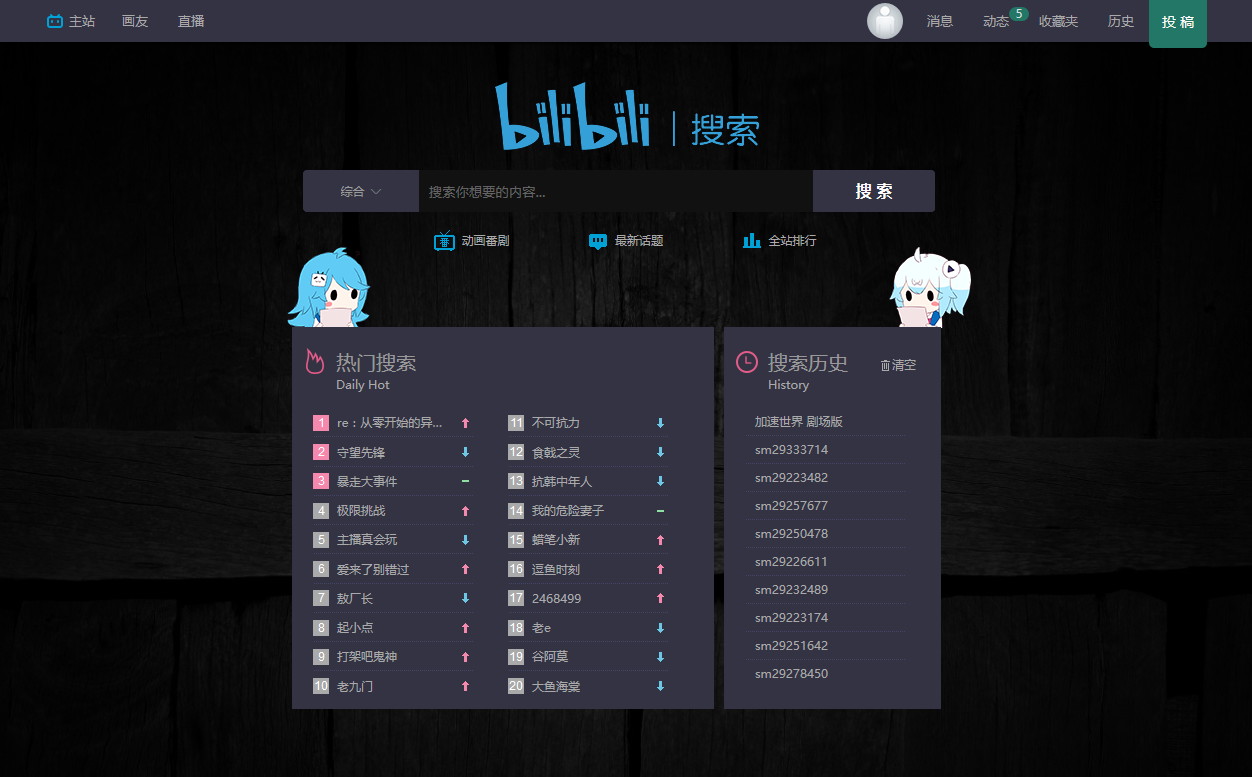 主站 画友 直播 消息 动态 5 收藏夹 历史 投 稿
bilibili | 搜索
综合 搜索你想要的内容... 搜 索
番 动画番剧 最新话题 全站排行
热门搜索
Daily Hot
1 re : 从零开始的异...
2 守望先锋
3 暴走大事件
4 极限挑战
5 主播真会玩
6 爱来了别错过
7 敖厂长
8 起小点
9 打架吧鬼神
10 老九门
11 不可抗力
12 食戟之灵
13 抗韩中年人
14 我的危险妻子
15 蜡笔小新
16 逗鱼时刻
17 2468499
18 老e
19 谷阿莫
20 大鱼海棠
搜索历史 清空
History
加速世界 剧场版
sm29333714
sm29223482
sm29257677
sm29250478
sm29226611
sm29232489
sm29223174
sm29251642
sm29278450